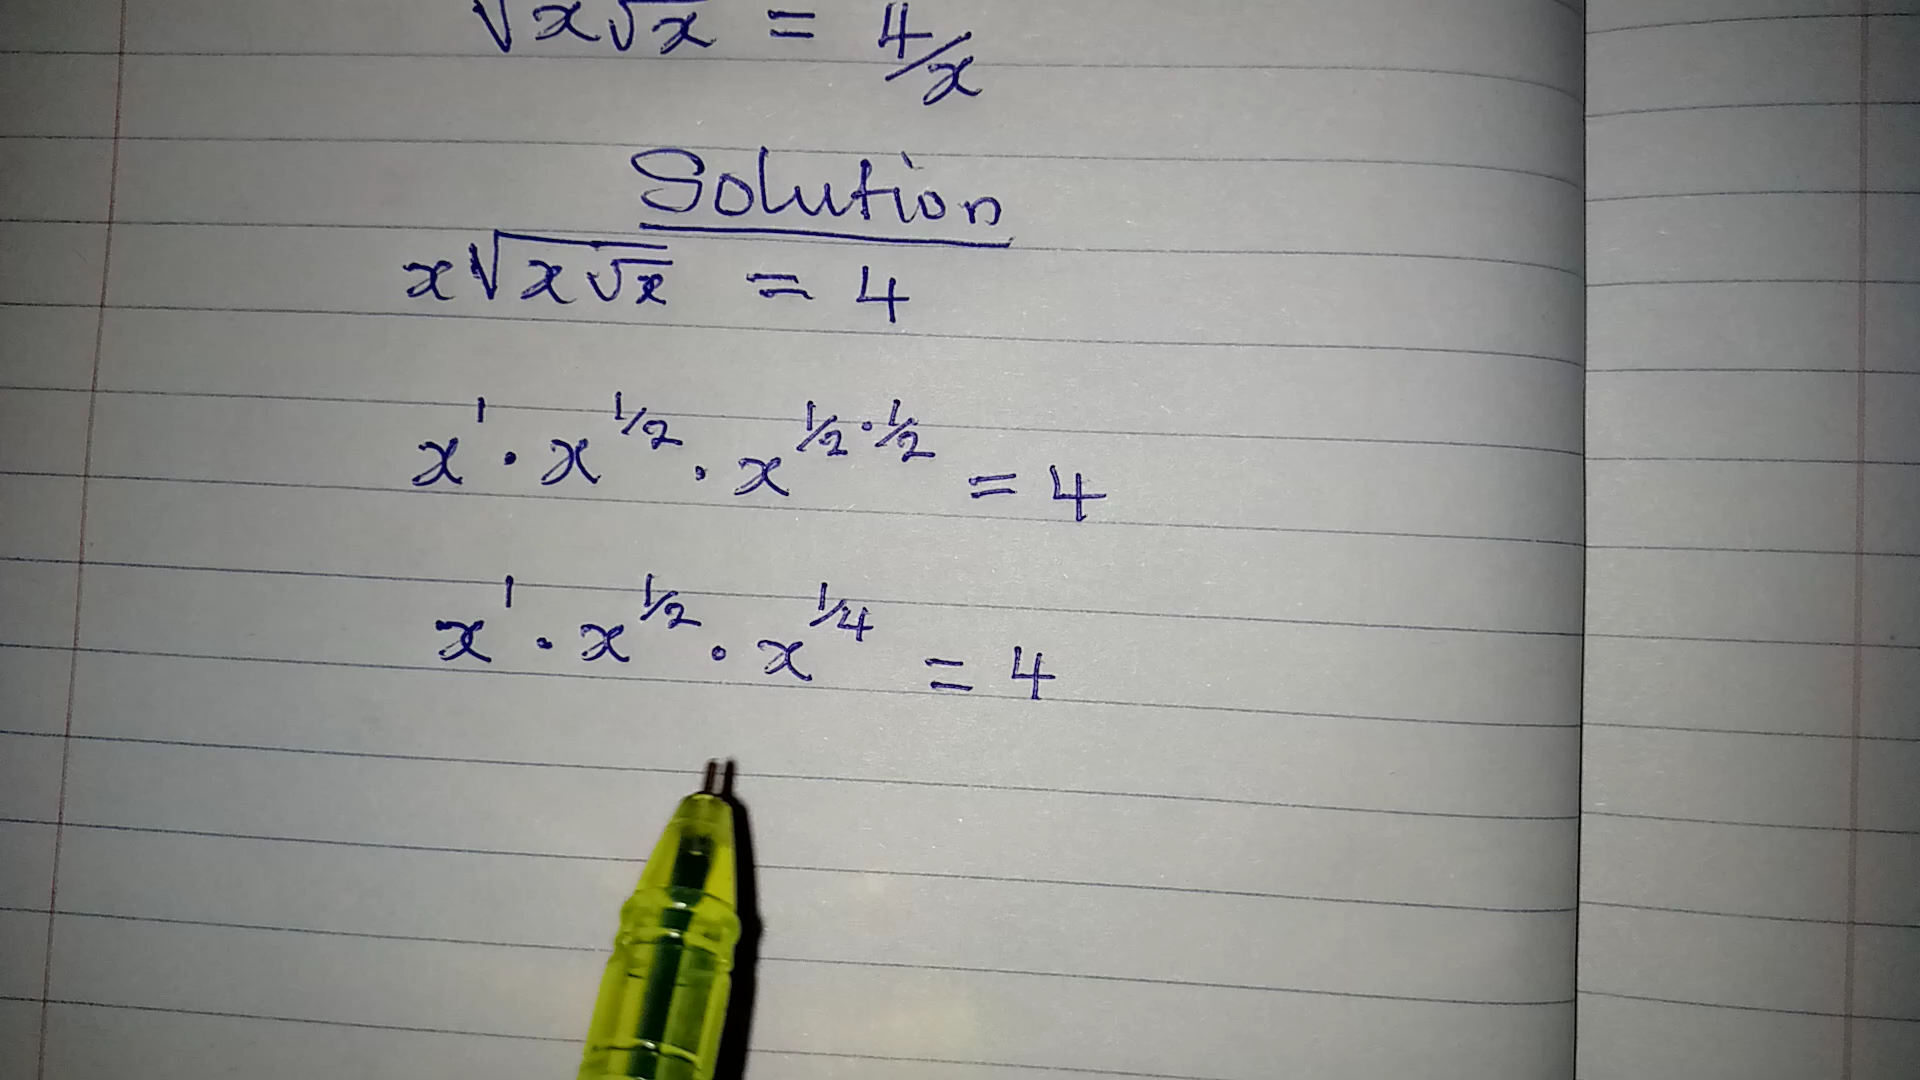 √x√x = 4/x
Solution
x√(x√x) = 4
x¹ · x^(1/2) · x^(1/2 · 1/2) = 4
x¹ · x^(1/2) · x^(1/4) = 4